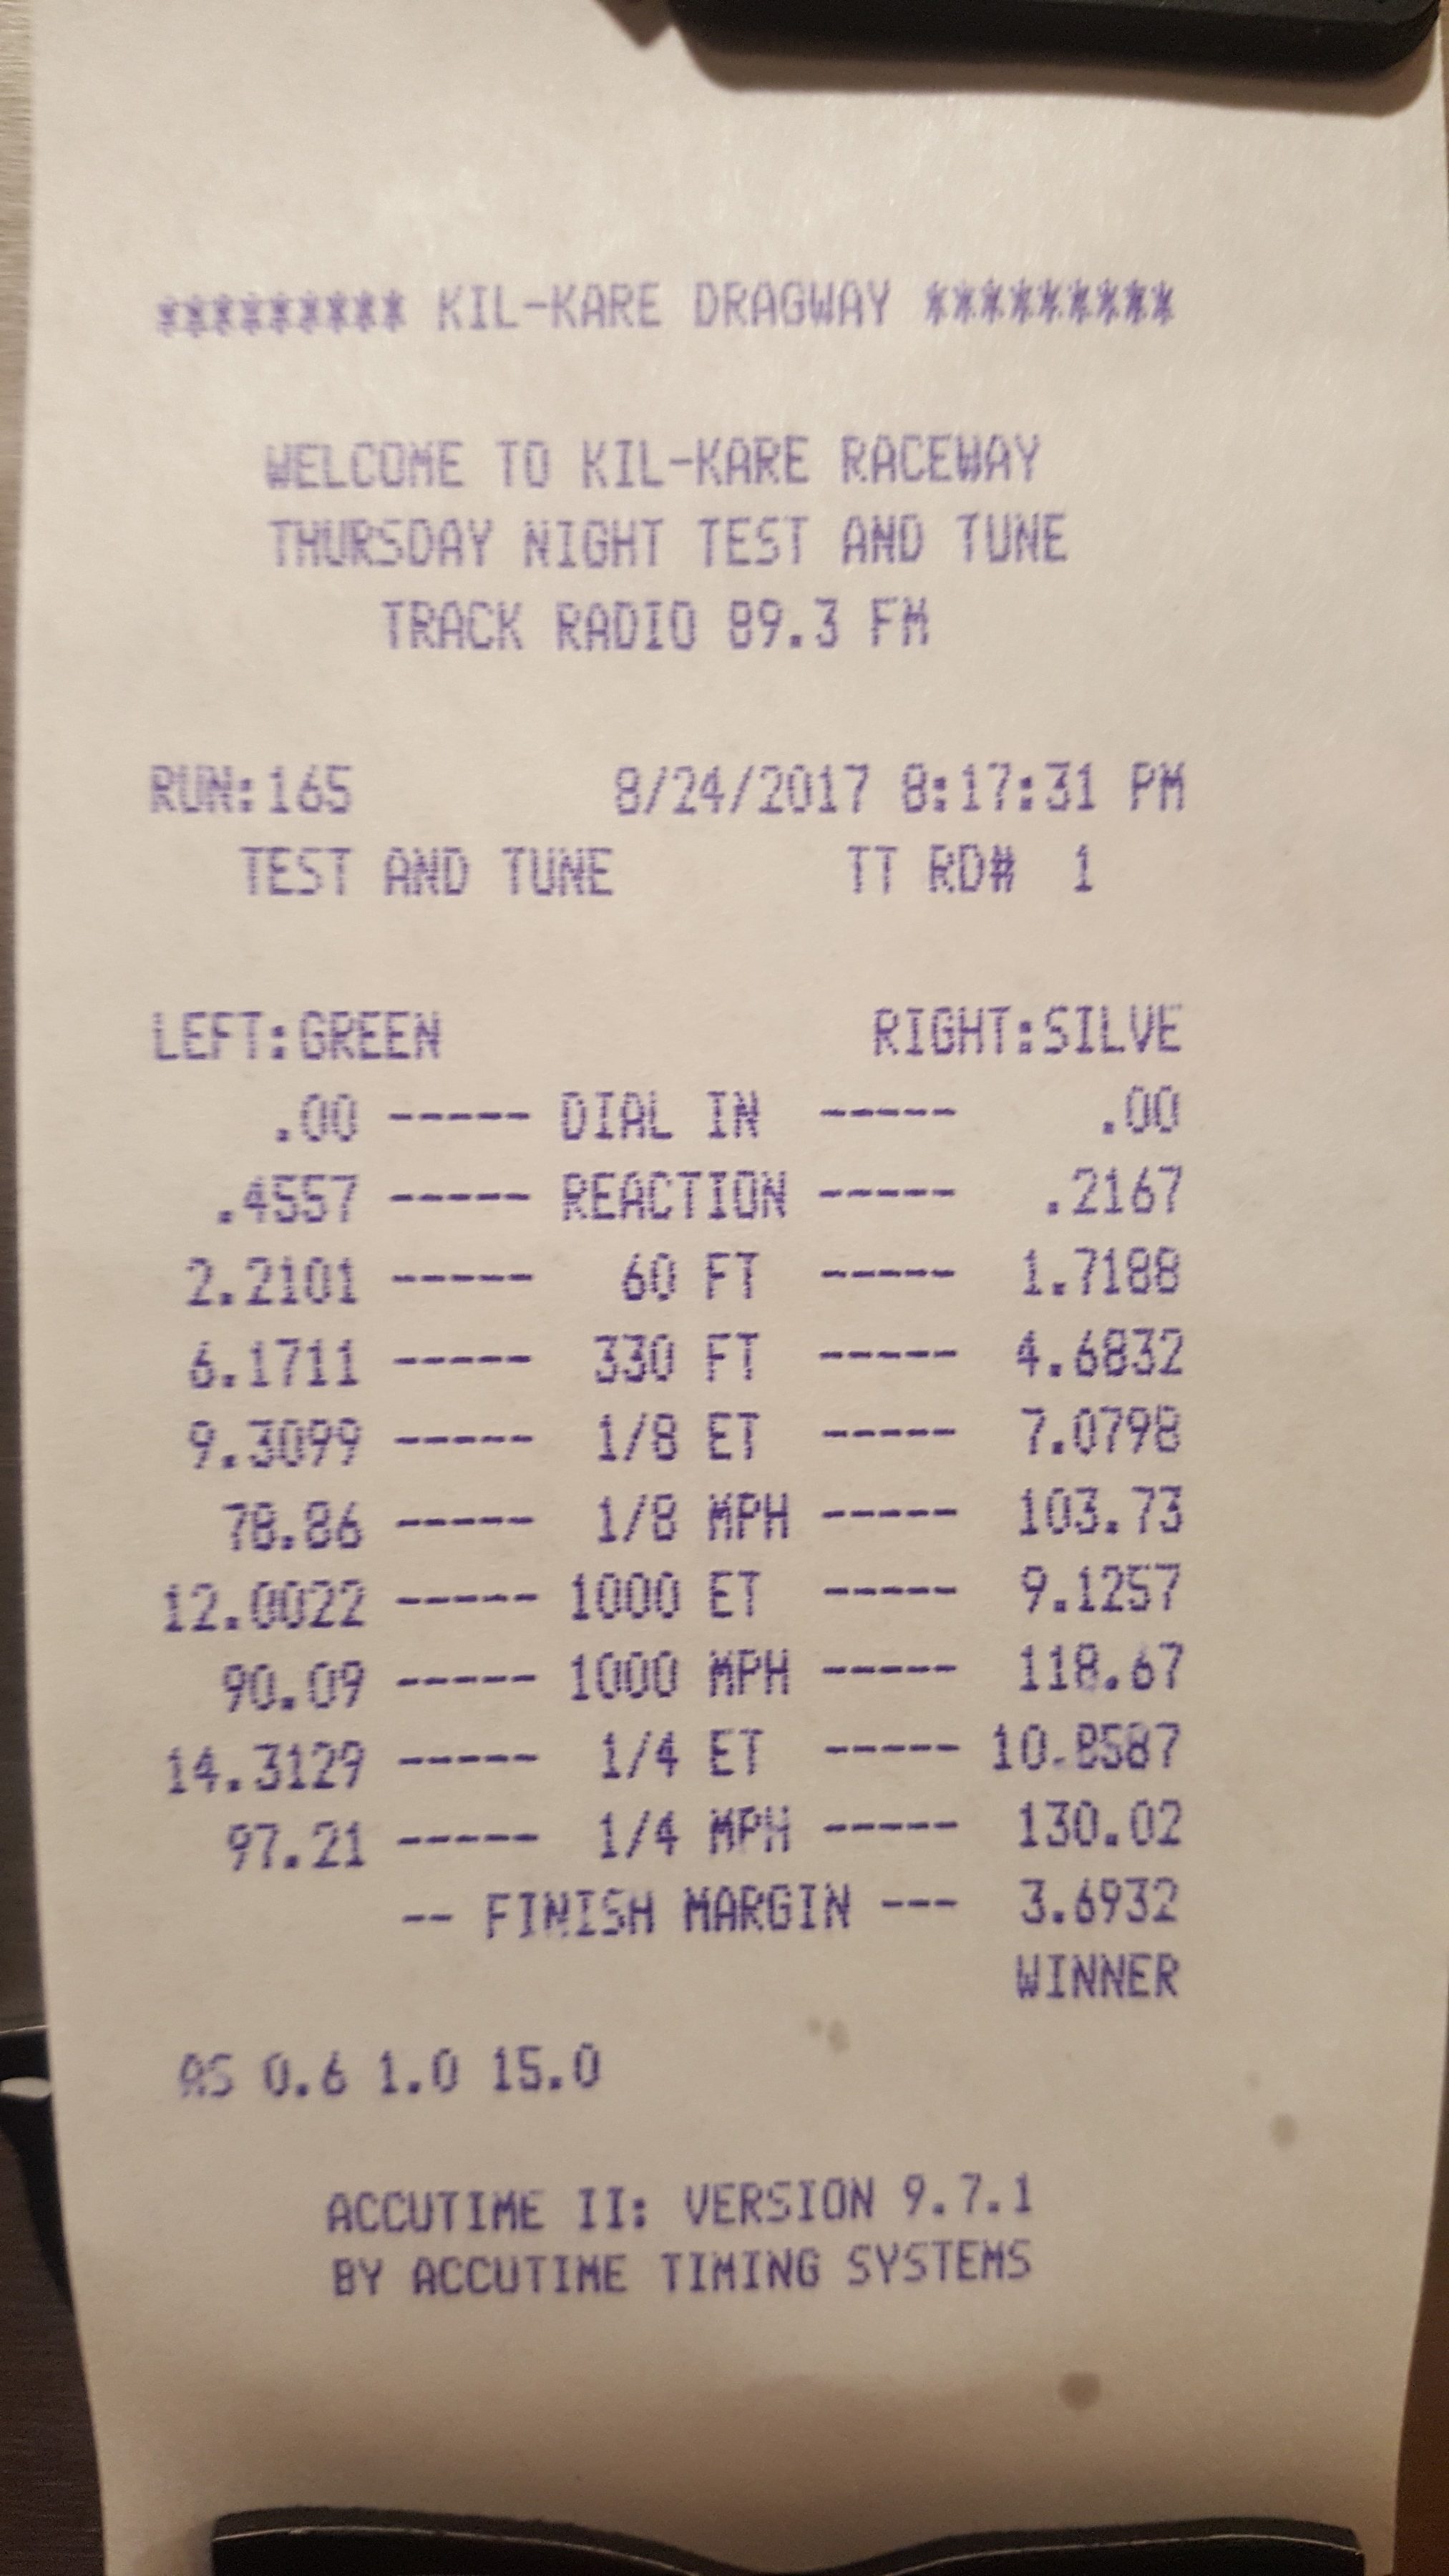 ********* KIL-KARE DRAGWAY *********
WELCOME TO KIL-KARE RACEWAY
THURSDAY NIGHT TEST AND TUNE
TRACK RADIO 89.3 FM
RUN:165 8/24/2017 8:17:31 PM
TEST AND TUNE TT RD# 1
LEFT:GREEN RIGHT:SILVE
.00 ----- DIAL IN ----- .00
.4557 ----- REACTION ----- .2167
2.2101 ----- 60 FT ----- 1.7188
6.1711 ----- 330 FT ----- 4.6832
9.3099 ----- 1/8 ET ----- 7.0798
78.86 ----- 1/8 MPH ----- 103.73
12.0022 ----- 1000 ET ----- 9.1257
90.09 ----- 1000 MPH ----- 118.67
14.3129 ----- 1/4 ET ----- 10.8587
97.21 ----- 1/4 MPH ----- 130.02
-- FINISH MARGIN --- 3.6932
WINNER
AS 0.6 1.0 15.0
ACCUTIME II: VERSION 9.7.1
BY ACCUTIME TIMING SYSTEMS